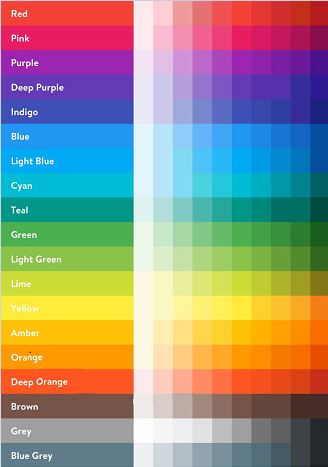 Red
Pink
Purple
Deep Purple
Indigo
Blue
Light Blue
Cyan
Teal
Green
Light Green
Lime
Yellow
Amber
Orange
Deep Orange
Brown
Grey
Blue Grey